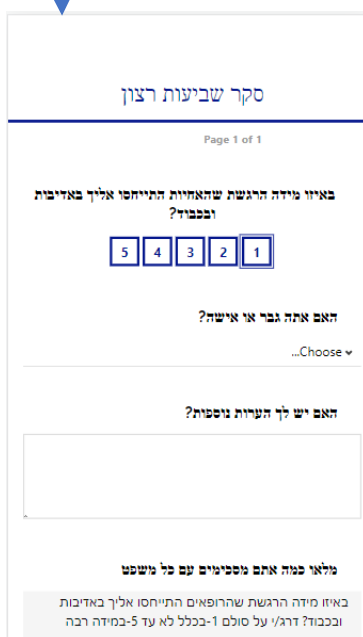 סקר שביעות רצון
Page 1 of 1
באיזו מידה הרגשת שהאחיות התייחסו אליך באדיבות
ובכבוד?
1 2 3 4 5
האם אתה גבר או אישה?
Choose...
האם יש לך הערות נוספות?
מלאו כמה אתם מסכימים עם כל משפט
באיזו מידה הרגשת שהרופאים התייחסו אליך באדיבות
ובכבוד? דרג/י על סולם 1-בכלל לא עד 5-במידה רבה